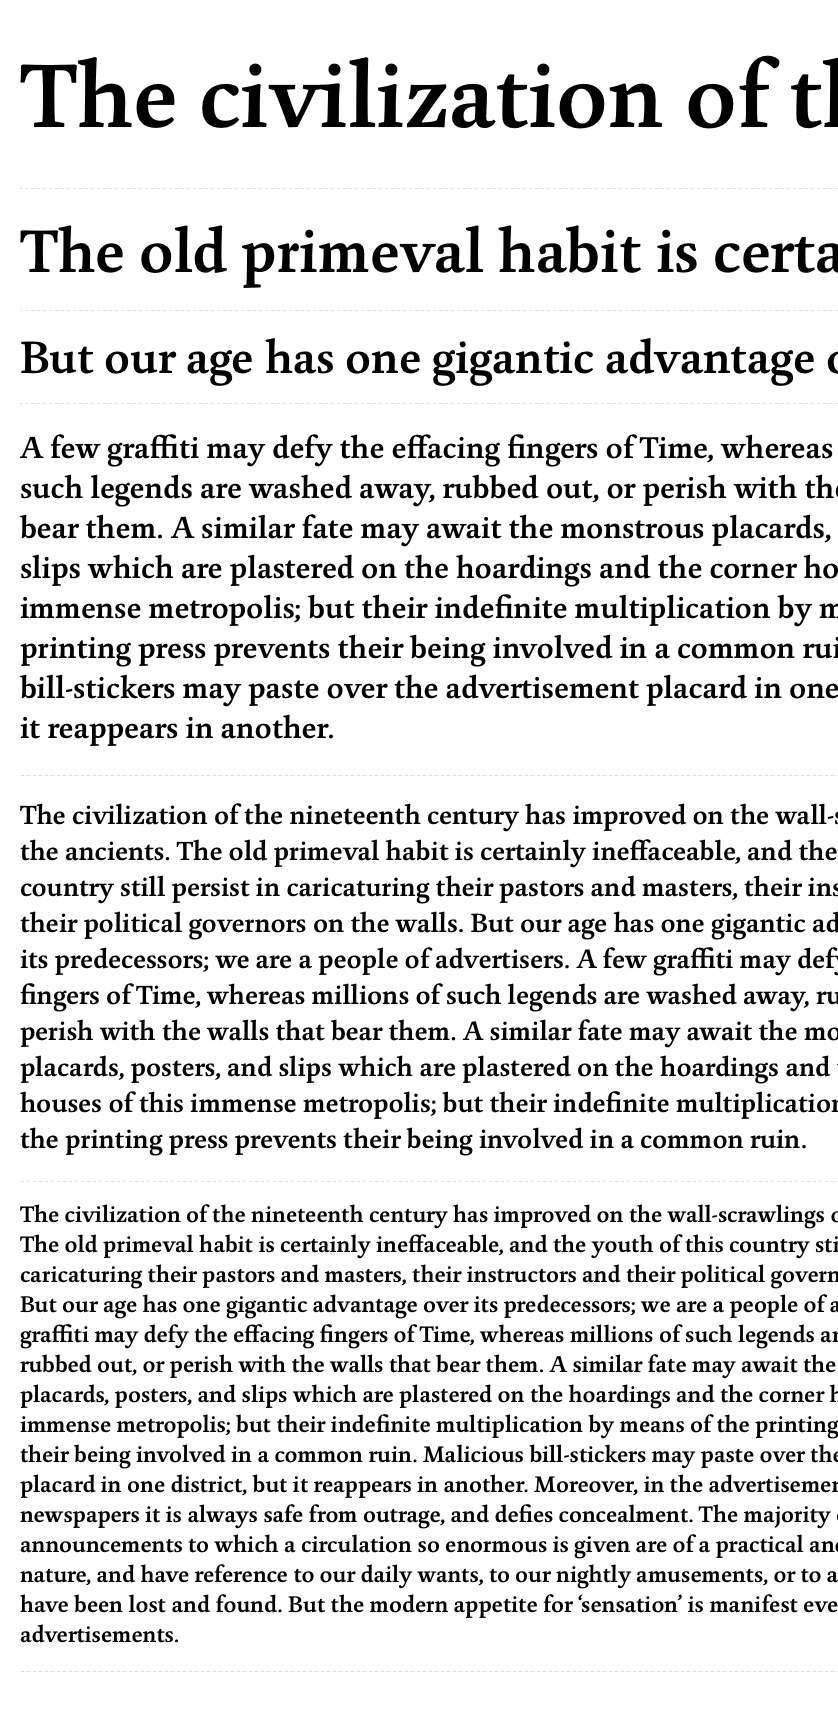 The civilization of th
The old primeval habit is certa
But our age has one gigantic advantage o
A few graffiti may defy the effacing fingers of Time, whereas
such legends are washed away, rubbed out, or perish with the
bear them. A similar fate may await the monstrous placards,
slips which are plastered on the hoardings and the corner ho
immense metropolis; but their indefinite multiplication by m
printing press prevents their being involved in a common rui
bill-stickers may paste over the advertisement placard in one
it reappears in another.
The civilization of the nineteenth century has improved on the wall-s
the ancients. The old primeval habit is certainly ineffaceable, and the
country still persist in caricaturing their pastors and masters, their ins
their political governors on the walls. But our age has one gigantic ad
its predecessors; we are a people of advertisers. A few graffiti may defy
fingers of Time, whereas millions of such legends are washed away, ru
perish with the walls that bear them. A similar fate may await the mo
placards, posters, and slips which are plastered on the hoardings and
houses of this immense metropolis; but their indefinite multiplication
the printing press prevents their being involved in a common ruin.
The civilization of the nineteenth century has improved on the wall-scrawlings o
The old primeval habit is certainly ineffaceable, and the youth of this country sti
caricaturing their pastors and masters, their instructors and their political govern
But our age has one gigantic advantage over its predecessors; we are a people of a
graffiti may defy the effacing fingers of Time, whereas millions of such legends ar
rubbed out, or perish with the walls that bear them. A similar fate may await the
placards, posters, and slips which are plastered on the hoardings and the corner h
immense metropolis; but their indefinite multiplication by means of the printing
their being involved in a common ruin. Malicious bill-stickers may paste over the
placard in one district, but it reappears in another. Moreover, in the advertisemen
newspapers it is always safe from outrage, and defies concealment. The majority
announcements to which a circulation so enormous is given are of a practical and
nature, and have reference to our daily wants, to our nightly amusements, or to a
have been lost and found. But the modern appetite for ‘sensation’ is manifest eve
advertisements.